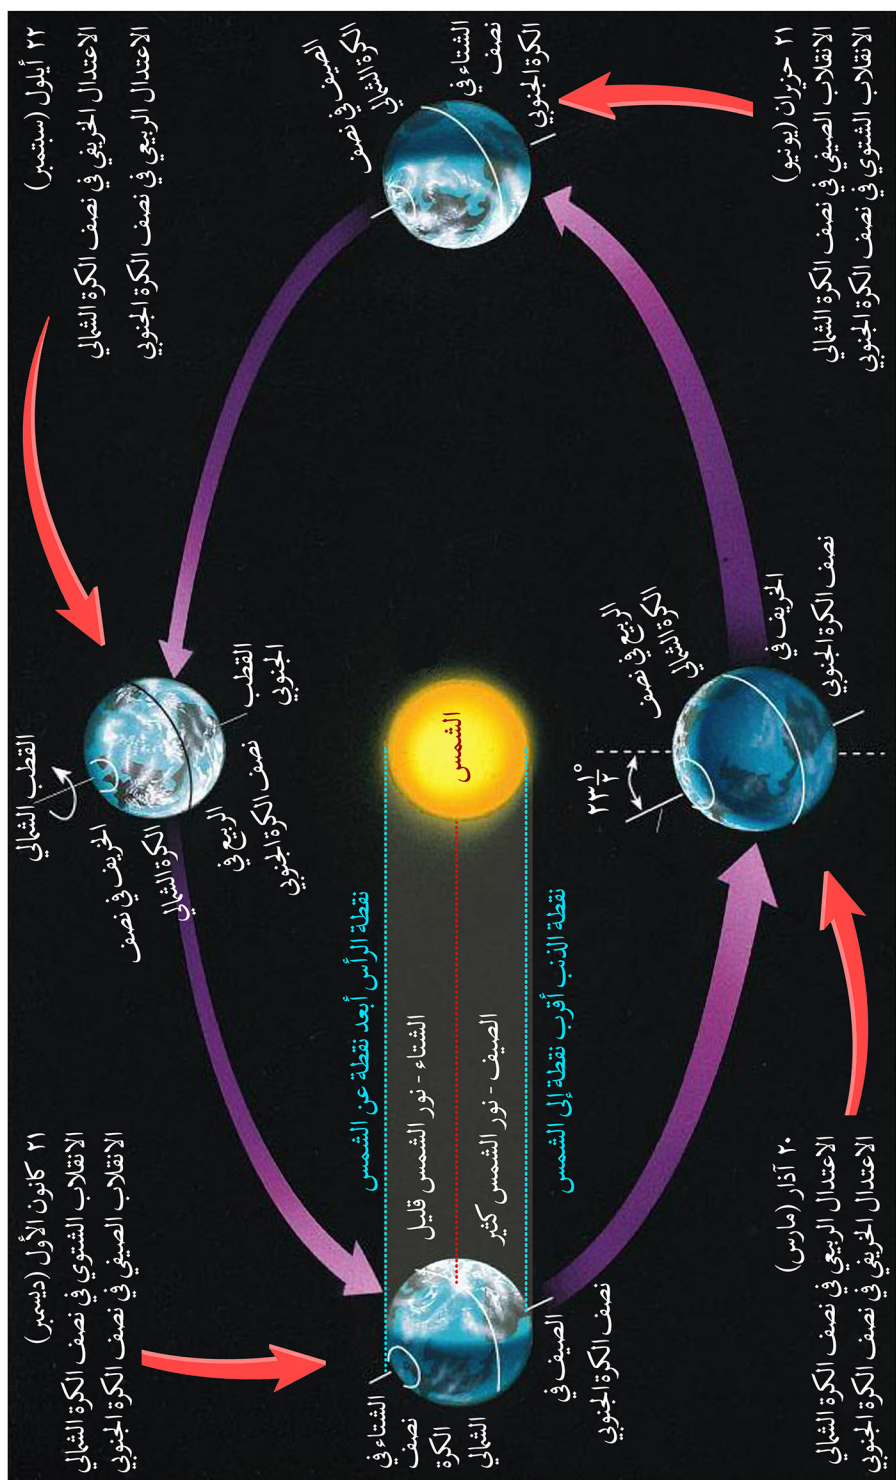 ٢٢ أيلول (سبتمبر)
الاعتدال الخريفي في نصف الكرة الشمالي
الاعتدال الربيعي في نصف الكرة الجنوبي
الصيف في نصف
الكرة الشمالي
الشتاء في
نصف
الكرة الجنوبي
٢١ حزيران (يونيو)
الانقلاب الصيفي في نصف الكرة الشمالي
الانقلاب الشتوي في نصف الكرة الجنوبي
القطب الشمالي
القطب
الجنوبي
الخريف في نصف
الكرة الشمالي
الربيع في
نصف الكرة الجنوبي
الشمس
الربيع في نصف
الكرة الشمالي
الخريف في
نصف الكرة الجنوبي
٢٣ ١/٢°
نقطة الرأس أبعد نقطة عن الشمس
الشتاء - نور الشمس قليل
الصيف - نور الشمس كثير
نقطة الذنب أقرب نقطة إلى الشمس
٢١ كانون الأول (ديسمبر)
الانقلاب الشتوي في نصف الكرة الشمالي
الانقلاب الصيفي في نصف الكرة الجنوبي
الشتاء في
نصف
الكرة
الشمالي
الصيف في
نصف الكرة الجنوبي
٢٠ آذار (مارس)
الاعتدال الربيعي في نصف الكرة الشمالي
الاعتدال الخريفي في نصف الكرة الجنوبي